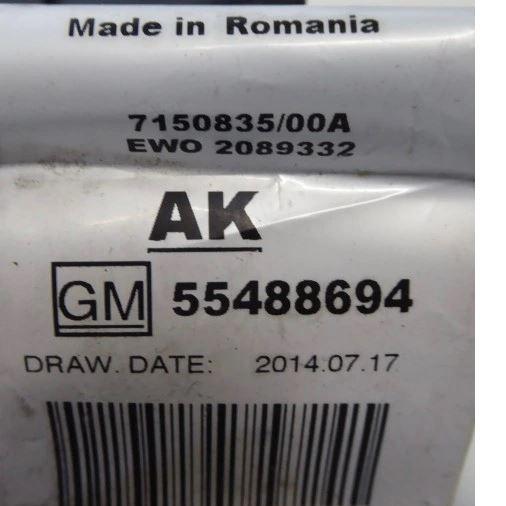 Made in Romania
7150835/00A
EWO 2089332
AK
GM 55488694
DRAW. DATE: 2014.07.17